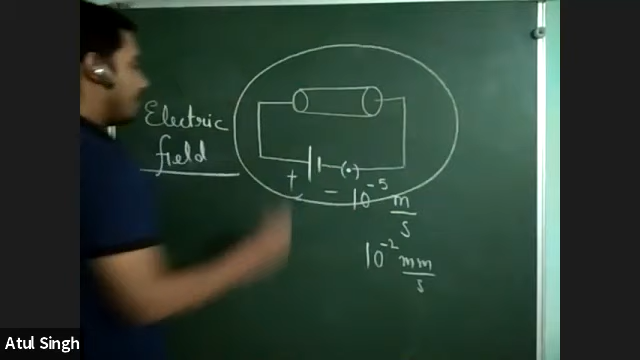 Electric
field
+
−
10⁻⁵ m/s
10⁻² mm/s
Atul Singh